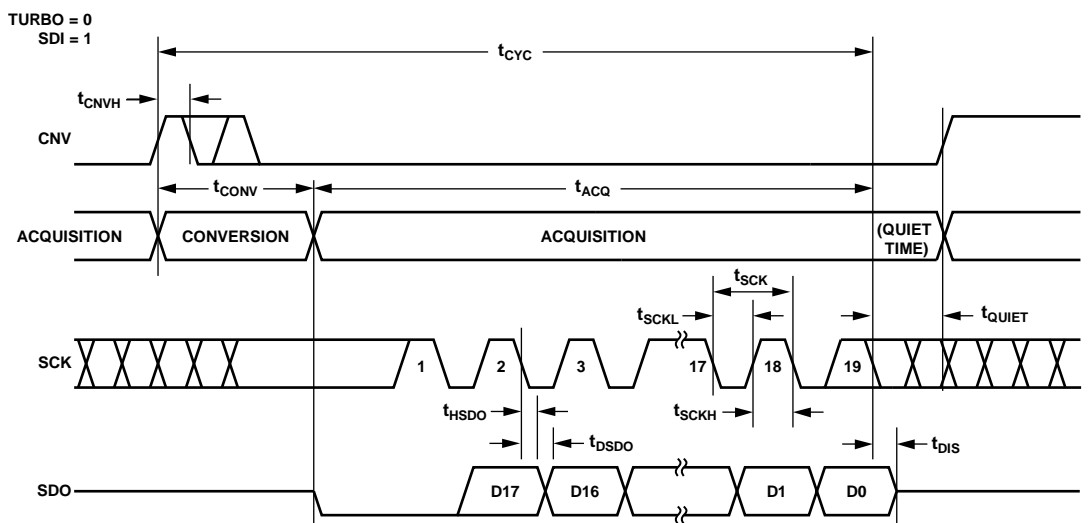 TURBO = 0
SDI = 1
tCYC
tCNVH
CNV
tCONV
tACQ
ACQUISITION
CONVERSION
ACQUISITION
(QUIET
TIME)
tSCK
tSCKL
tQUIET
SCK
1
2
3
17
18
19
tHSDO
tSCKH
tDSDO
tDIS
SDO
D17
D16
D1
D0